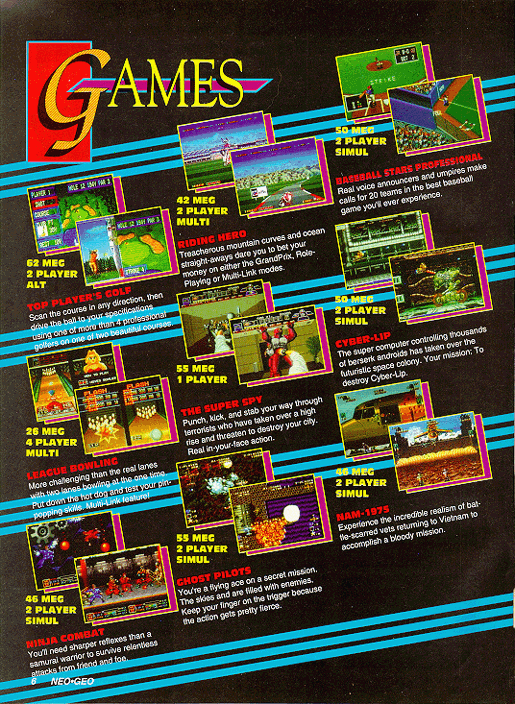 GAMES
62 MEG
2 PLAYER
ALT
TOP PLAYER'S GOLF
Scan the course in any direction, then
drive the ball to your specifications
using one of more than 4 professional
golfers on one of two beautiful courses.
26 MEG
4 PLAYER
MULTI
LEAGUE BOWLING
More challenging than the real lanes
with two lanes bowling at the one time.
Put down the hot dog and test your pin-
popping skills. Multi-Link feature!
46 MEG
2 PLAYER
SIMUL
NINJA COMBAT
You'll need sharper reflexes than a
samurai warrior to survive relentless
attacks from friend and foe.
42 MEG
2 PLAYER
MULTI
RIDING HERO
Treacherous mountain curves and ocean
straight-aways dare you to bet your
money on either the GrandPrix, Role-
Playing or Multi-Link modes.
55 MEG
1 PLAYER
THE SUPER SPY
Punch, kick, and stab your way through
terrorists who have taken over a high
rise and threaten to destroy your city.
Real in-your-face action.
55 MEG
2 PLAYER
SIMUL
GHOST PILOTS
You're a flying ace on a secret mission.
The skies and are filled with enemies.
Keep your finger on the trigger because
the action gets pretty fierce.
STRIKE
50 MEG
2 PLAYER
SIMUL
BASEBALL STARS PROFESSIONAL
Real voice announcers and umpires make
calls for 20 teams in the best baseball
game you'll ever experience.
50 MEG
2 PLAYER
SIMUL
CYBER-LIP
The super computer controlling thousands
of berserk androids has taken over the
futuristic space colony. Your mission: To
destroy Cyber-Lip.
46 MEG
2 PLAYER
SIMUL
NAM-1975
Experience the incredible realism of bat-
tle-scarred vets returning to Vietnam to
accomplish a bloody mission.
6 NEO•GEO